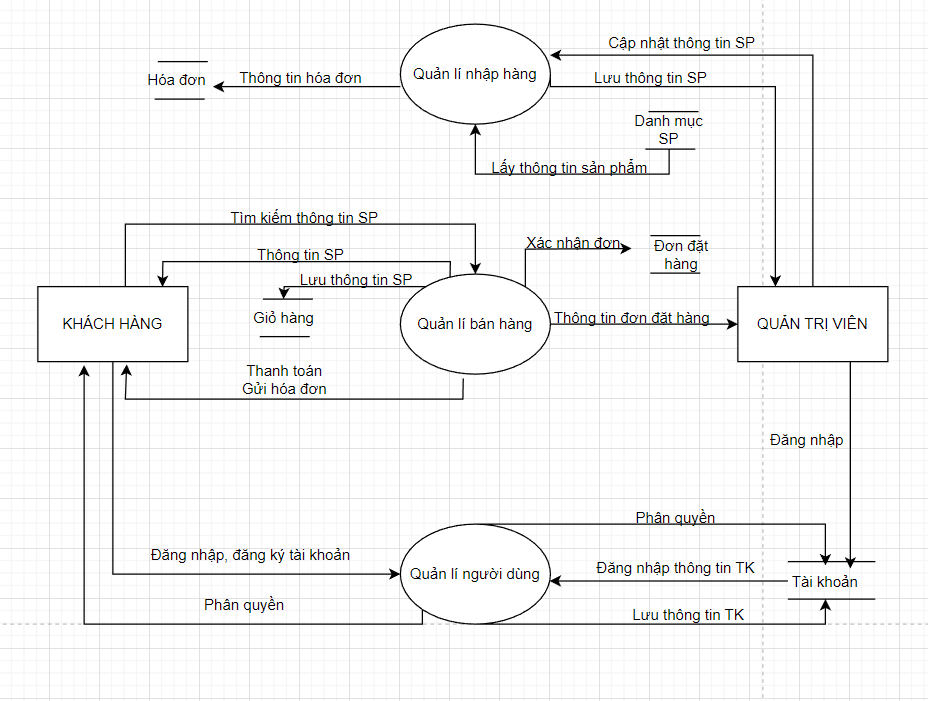 Cập nhật thông tin SP
Hóa đơn
Thông tin hóa đơn
Quản lí nhập hàng
Lưu thông tin SP
Danh mục
SP
Lấy thông tin sản phẩm
Tìm kiếm thông tin SP
Xác nhận đơn
Đơn đặt
hàng
Thông tin SP
Lưu thông tin SP
Giỏ hàng
KHÁCH HÀNG
Quản lí bán hàng
Thông tin đơn đặt hàng
QUẢN TRỊ VIÊN
Thanh toán
Gửi hóa đơn
Đăng nhập
Phân quyền
Đăng nhập, đăng ký tài khoản
Quản lí người dùng
Đăng nhập thông tin TK
Tài khoản
Phân quyền
Lưu thông tin TK